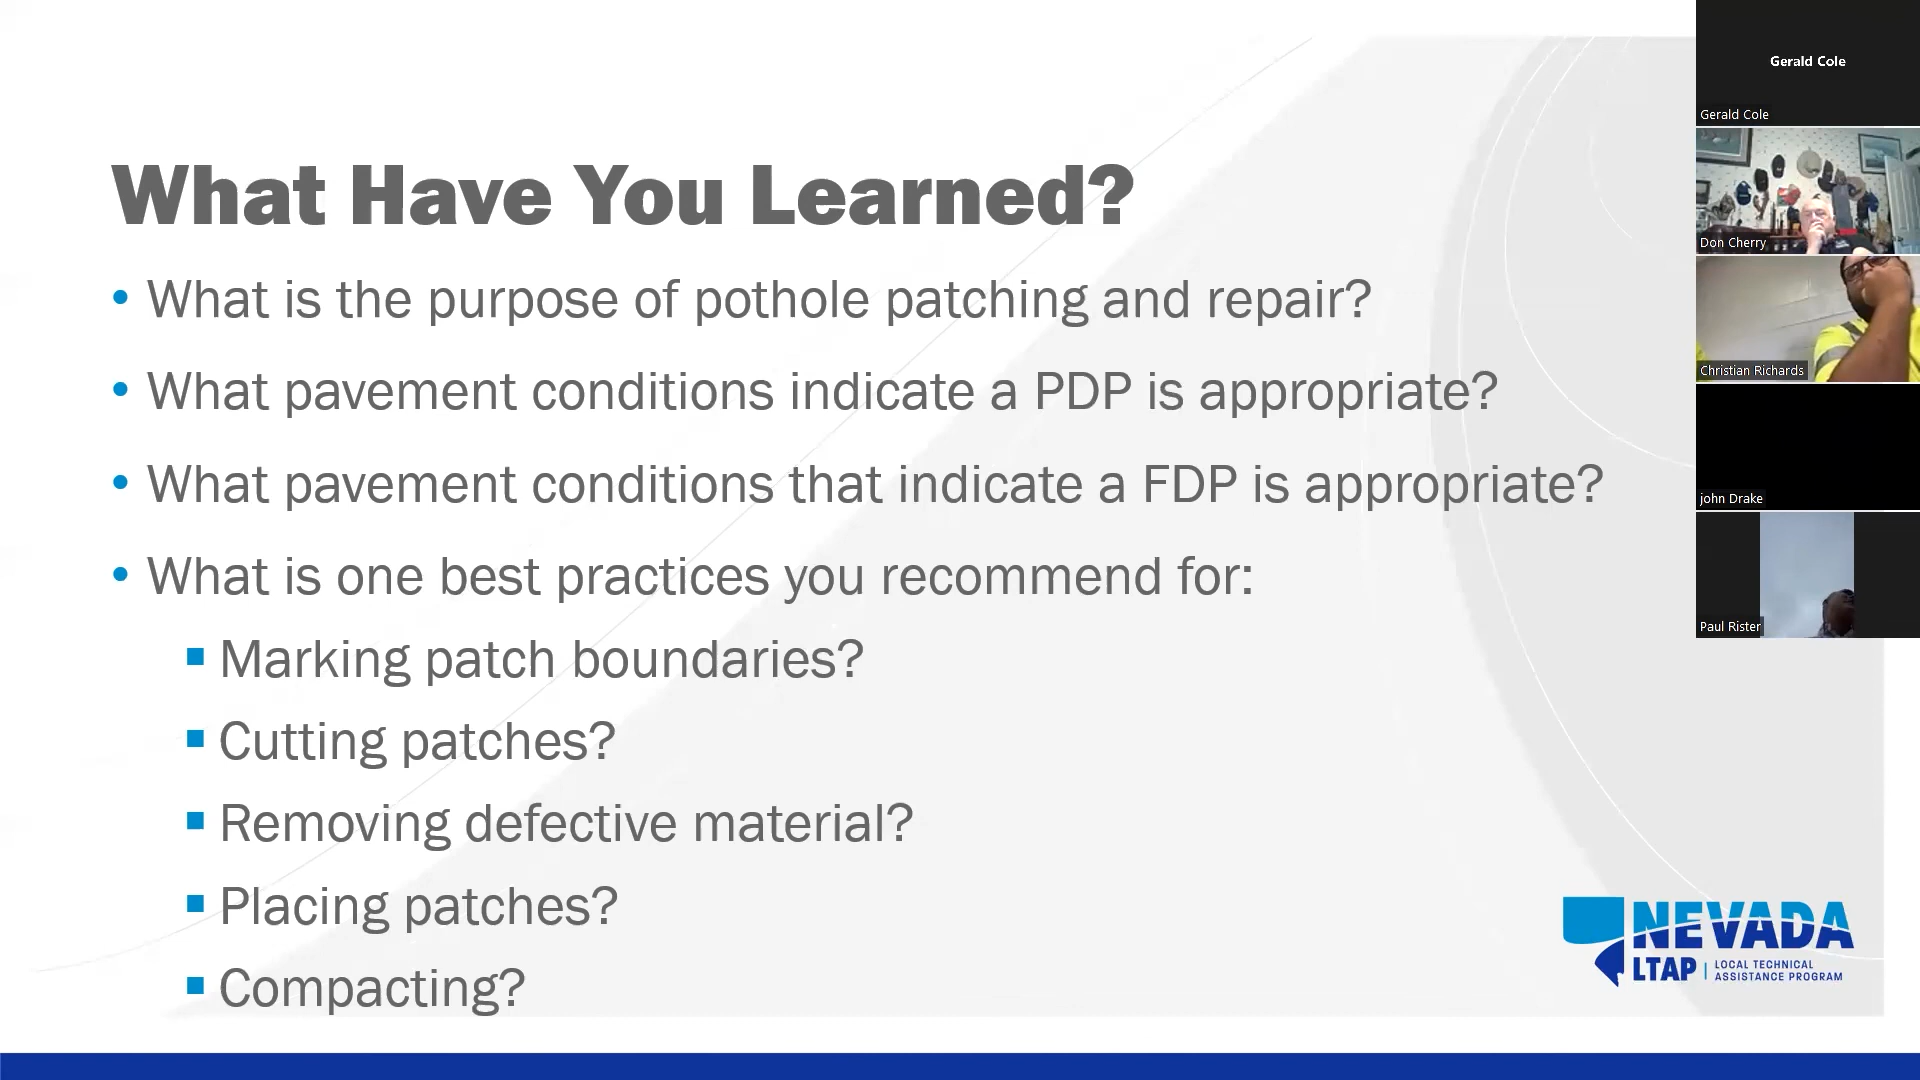 What Have You Learned?
• What is the purpose of pothole patching and repair?
• What pavement conditions indicate a PDP is appropriate?
• What pavement conditions that indicate a FDP is appropriate?
• What is one best practices you recommend for:
▪ Marking patch boundaries?
▪ Cutting patches?
▪ Removing defective material?
▪ Placing patches?
▪ Compacting?
NEVADA
LTAP | LOCAL TECHNICAL
ASSISTANCE PROGRAM
Gerald Cole
Gerald Cole
Don Cherry
Christian Richards
john Drake
Paul Rister